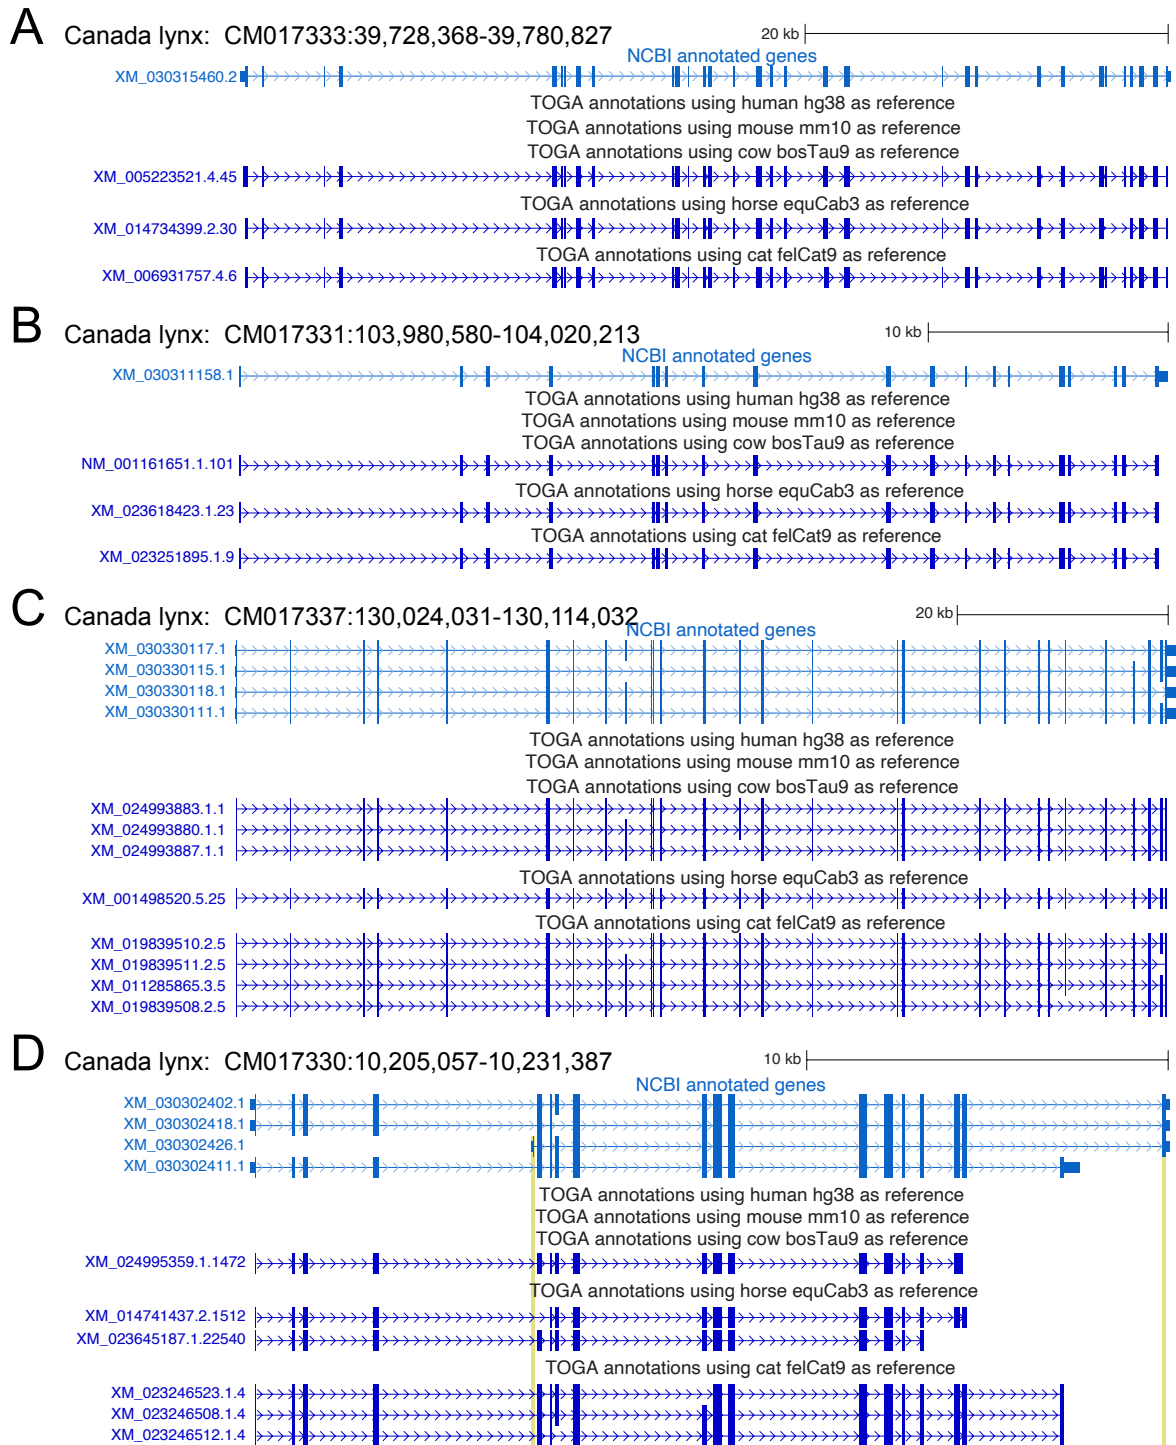 A Canada lynx: CM017333:39,728,368-39,780,827 20 kb
NCBI annotated genes
XM_030315460.2
TOGA annotations using human hg38 as reference
TOGA annotations using mouse mm10 as reference
TOGA annotations using cow bosTau9 as reference
XM_005223521.4.45
TOGA annotations using horse equCab3 as reference
XM_014734399.2.30
TOGA annotations using cat felCat9 as reference
XM_006931757.4.6
B Canada lynx: CM017331:103,980,580-104,020,213 10 kb
NCBI annotated genes
XM_030311158.1
TOGA annotations using human hg38 as reference
TOGA annotations using mouse mm10 as reference
TOGA annotations using cow bosTau9 as reference
NM_001161651.1.101
TOGA annotations using horse equCab3 as reference
XM_023618423.1.23
TOGA annotations using cat felCat9 as reference
XM_023251895.1.9
C Canada lynx: CM017337:130,024,031-130,114,032 20 kb
NCBI annotated genes
XM_030330117.1
XM_030330115.1
XM_030330118.1
XM_030330111.1
TOGA annotations using human hg38 as reference
TOGA annotations using mouse mm10 as reference
TOGA annotations using cow bosTau9 as reference
XM_024993883.1.1
XM_024993880.1.1
XM_024993887.1.1
TOGA annotations using horse equCab3 as reference
XM_001498520.5.25
TOGA annotations using cat felCat9 as reference
XM_019839510.2.5
XM_019839511.2.5
XM_011285865.3.5
XM_019839508.2.5
D Canada lynx: CM017330:10,205,057-10,231,387 10 kb
NCBI annotated genes
XM_030302402.1
XM_030302418.1
XM_030302426.1
XM_030302411.1
TOGA annotations using human hg38 as reference
TOGA annotations using mouse mm10 as reference
TOGA annotations using cow bosTau9 as reference
XM_024995359.1.1472
TOGA annotations using horse equCab3 as reference
XM_014741437.2.1512
XM_023645187.1.22540
TOGA annotations using cat felCat9 as reference
XM_023246523.1.4
XM_023246508.1.4
XM_023246512.1.4